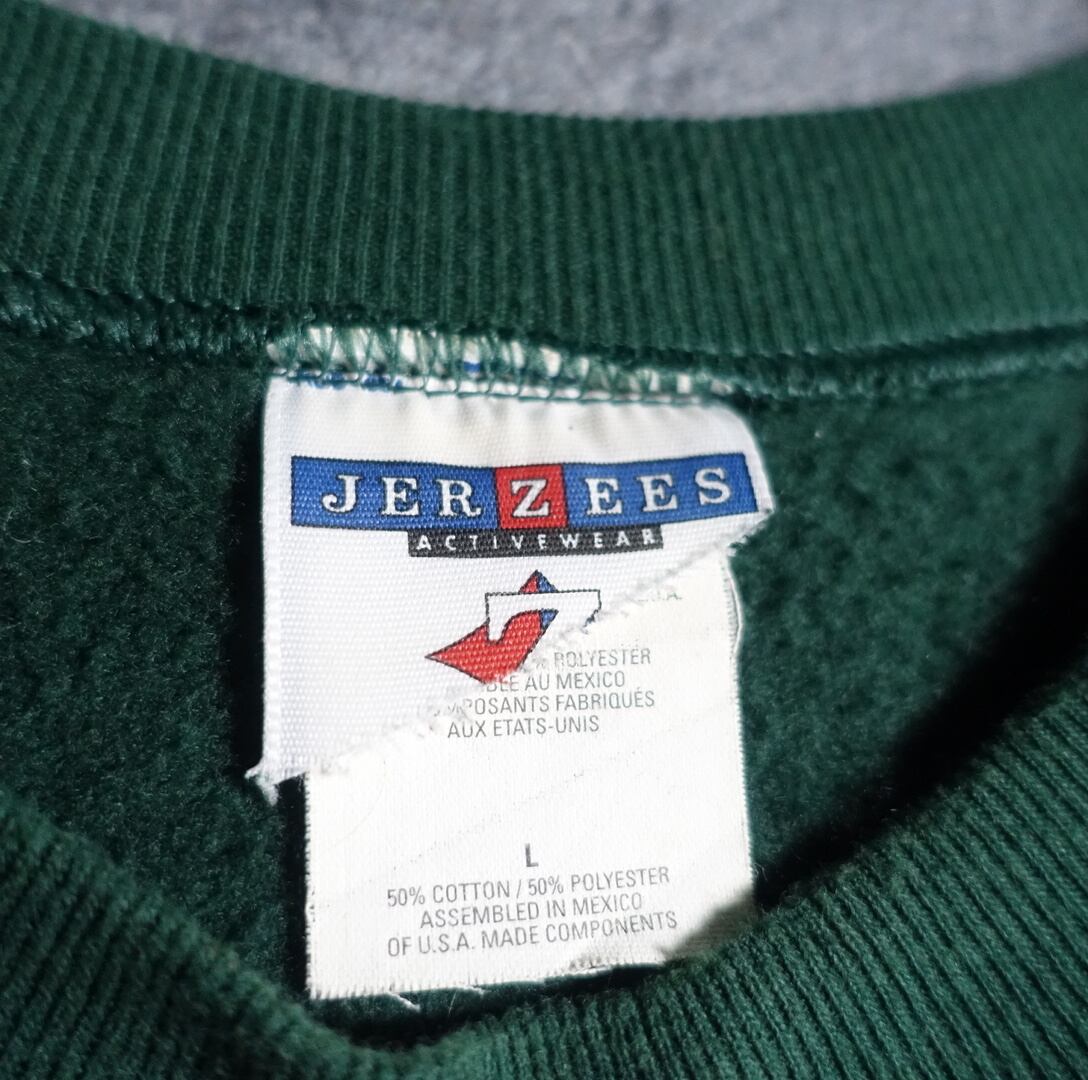 JERZEES
ACTIVEWEAR
% POLYESTER
AU MEXICO
COMPOSANTS FABRIQUÉS
AUX ETATS-UNIS
L
50% COTTON / 50% POLYESTER
ASSEMBLED IN MEXICO
OF U.S.A. MADE COMPONENTS